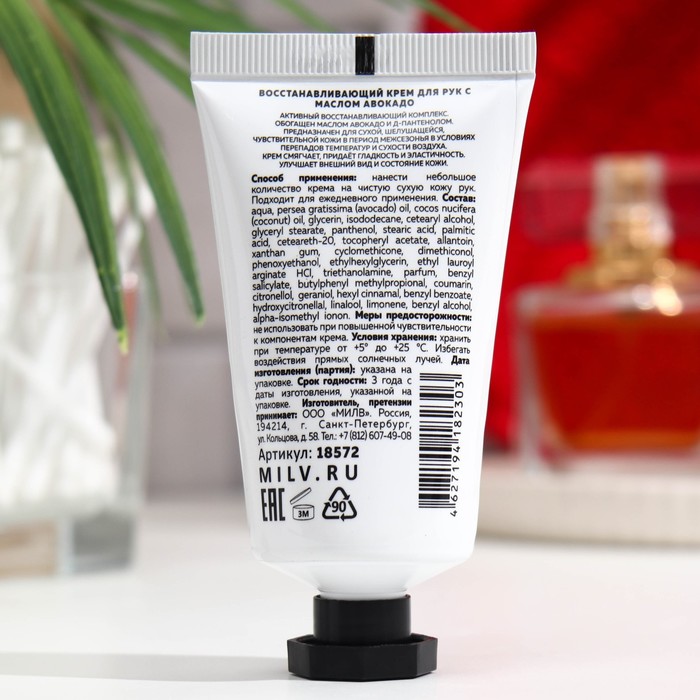 ВОССТАНАВЛИВАЮЩИЙ КРЕМ ДЛЯ РУК С
МАСЛОМ АВОКАДО
АКТИВНЫЙ ВОССТАНАВЛИВАЮЩИЙ КОМПЛЕКС.
ОБОГАЩЕН МАСЛОМ АВОКАДО И Д-ПАНТЕНОЛОМ.
ПРЕДНАЗНАЧЕН ДЛЯ СУХОЙ, ШЕЛУШАЩЕЙСЯ,
ЧУВСТВИТЕЛЬНОЙ КОЖИ В ПЕРИОД МЕЖСЕЗОНЬЯ В УСЛОВИЯХ
ПЕРЕПАДОВ ТЕМПЕРАТУР И СУХОСТИ ВОЗДУХА.
КРЕМ СМЯГЧАЕТ, ПРИДАЁТ ГЛАДКОСТЬ И ЭЛАСТИЧНОСТЬ.
УЛУЧШАЕТ ВНЕШНИЙ ВИД И СОСТОЯНИЕ КОЖИ.
Способ применения: нанести небольшое
количество крема на чистую сухую кожу рук.
Подходит для ежедневного применения. Состав:
aqua, persea gratissima (avocado) oil, cocos nucifera
(coconut) oil, glycerin, isododecane, cetearyl alcohol,
glyceryl stearate, panthenol, stearic acid, palmitic
acid, ceteareth-20, tocopheryl acetate, allantoin,
xanthan gum, cyclomethicone, dimethiconol,
phenoxyethanol, ethylhexylglycerin, ethyl lauroyl
arginate HCl, triethanolamine, parfum, benzyl
salicylate, butylphenyl methylpropional, coumarin,
citronellol, geraniol, hexyl cinnamal, benzyl benzoate,
hydroxycitronellal, linalool, limonene, benzyl alcohol,
alpha-isomethyl ionon. Меры предосторожности:
не использовать при повышенной чувствительности
к компонентам крема. Условия хранения: хранить
при температуре от +5° до +25 °С. Избегать
воздействия прямых солнечных лучей. Дата
изготовления (партия): указана на
упаковке. Срок годности: 3 года с
даты изготовления, указанной на
упаковке. Изготовитель, претензии
принимает: ООО «МИЛВ». Россия,
194214, г. Санкт-Петербург,
ул. Кольцова, д. 58. Тел.: +7 (812) 607-49-08
Артикул: 18572
MILV.RU
ЕАС 3М 90
4 627194 182303